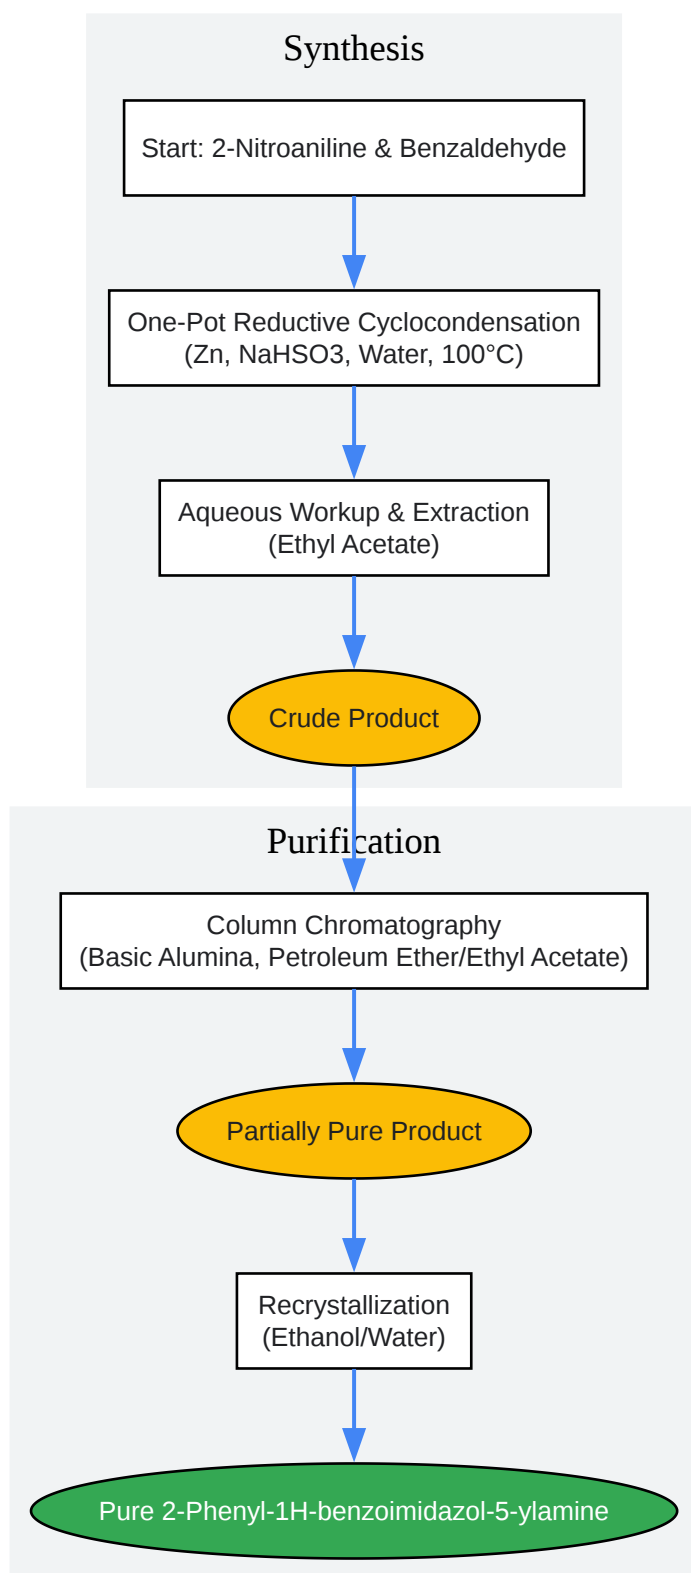 Synthesis
Start: 2-Nitroaniline & Benzaldehyde
One-Pot Reductive Cyclocondensation
(Zn, NaHSO3, Water, 100°C)
Aqueous Workup & Extraction
(Ethyl Acetate)
Crude Product
Purification
Column Chromatography
(Basic Alumina, Petroleum Ether/Ethyl Acetate)
Partially Pure Product
Recrystallization
(Ethanol/Water)
Pure 2-Phenyl-1H-benzoimidazol-5-ylamine